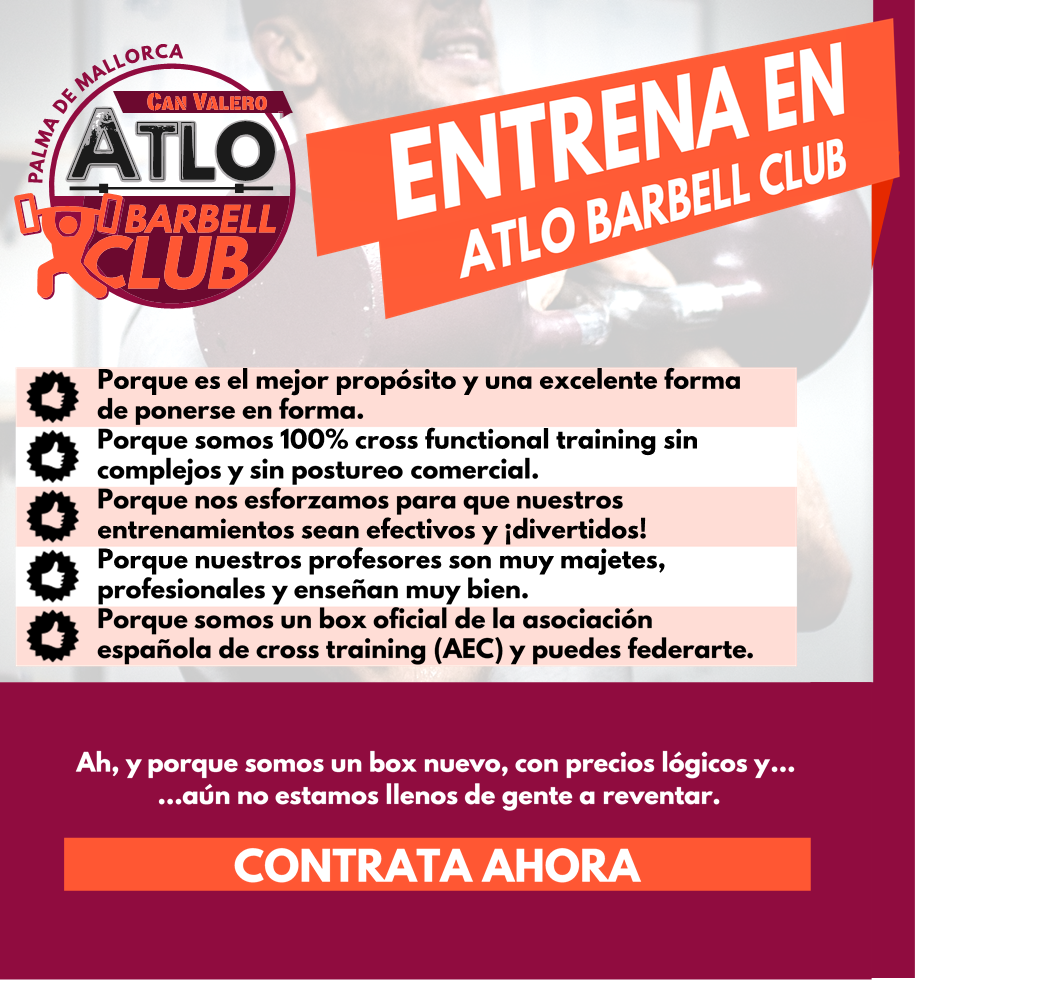 PALMA DE MALLORCA
CAN VALERO
ATLO
BARBELL
CLUB
ENTRENA EN
ATLO BARBELL CLUB
Porque es el mejor propósito y una excelente forma
de ponerse en forma.
Porque somos 100% cross functional training sin
complejos y sin postureo comercial.
Porque nos esforzamos para que nuestros
entrenamientos sean efectivos y ¡divertidos!
Porque nuestros profesores son muy majetes,
profesionales y enseñan muy bien.
Porque somos un box oficial de la asociación
española de cross training (AEC) y puedes federarte.
Ah, y porque somos un box nuevo, con precios lógicos y...
...aún no estamos llenos de gente a reventar.
CONTRATA AHORA